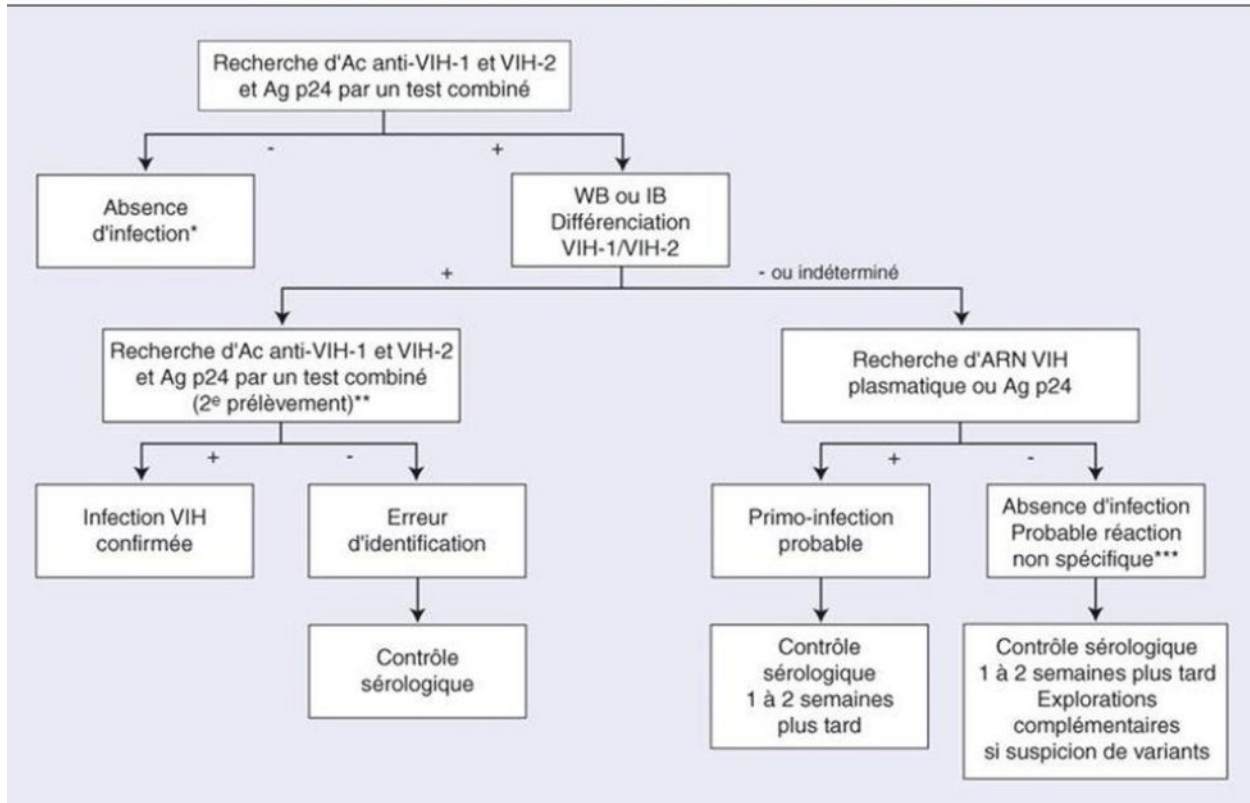 Recherche d'Ac anti-VIH-1 et VIH-2
et Ag p24 par un test combiné
-
+
Absence
d'infection*
WB ou IB
Différenciation
VIH-1/VIH-2
+
- ou indéterminé
Recherche d'Ac anti-VIH-1 et VIH-2
et Ag p24 par un test combiné
(2e prélèvement)**
Recherche d'ARN VIH
plasmatique ou Ag p24
+
-
+
-
Infection VIH
confirmée
Erreur
d'identification
Primo-infection
probable
Absence d'infection
Probable réaction
non spécifique***
Contrôle
sérologique
Contrôle
sérologique
1 à 2 semaines
plus tard
Contrôle sérologique
1 à 2 semaines plus tard
Explorations
complémentaires
si suspicion de variants